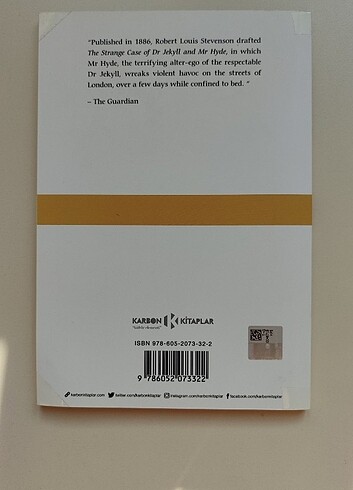 "Published in 1886, Robert Louis Stevenson drafted
The Strange Case of Dr Jekyll and Mr Hyde, in which
Mr Hyde, the terrifying alter-ego of the respectable
Dr Jekyll, wreaks violent havoc on the streets of
London, over a few days while confined to bed. "
– The Guardian
KARBON K KİTAPLAR
ISBN 978-605-2073-32-2
9 786052 073322
karbonkitaplar.com twitter.com/karbonkitaplar instagram.com/karbonkitaplar facebook.com/karbonkitaplar